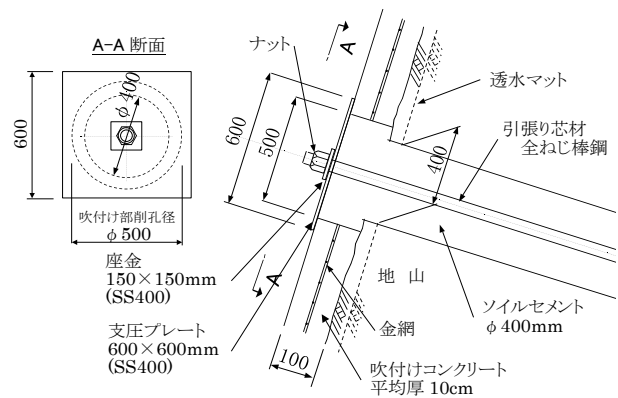 A-A 断面
600
φ400
吹付け部削孔径
φ500
座金
150×150mm
(SS400)
支圧プレート
600×600mm
(SS400)
ナット
A
600
500
透水マット
引張り芯材
全ねじ棒鋼
400
A
地 山
ソイルセメント
φ400mm
金網
100
吹付けコンクリート
平均厚 10cm